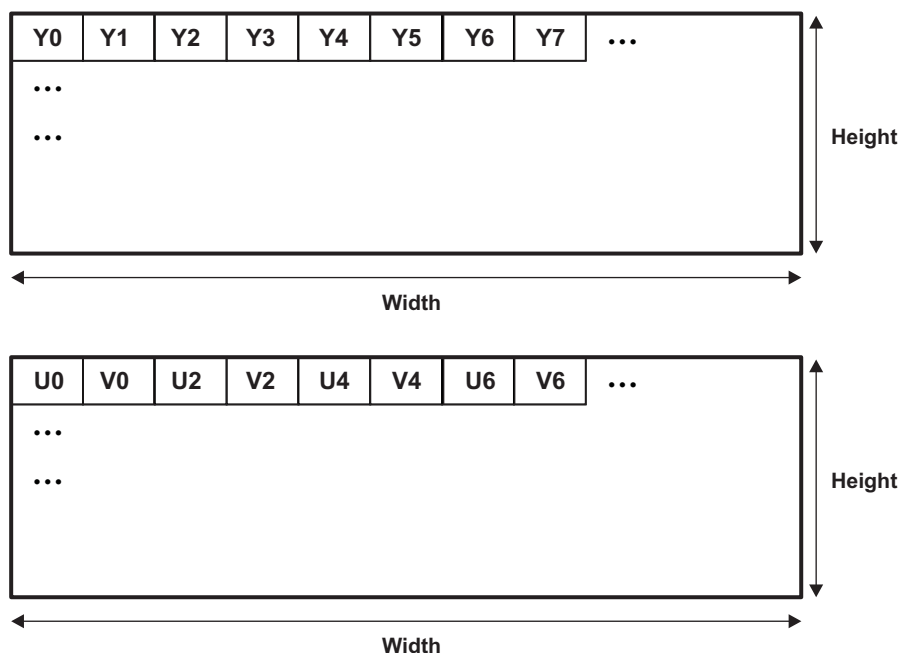 Y0 Y1 Y2 Y3 Y4 Y5 Y6 Y7 ...
...
...
Height
Width
U0 V0 U2 V2 U4 V4 U6 V6 ...
...
...
Height
Width